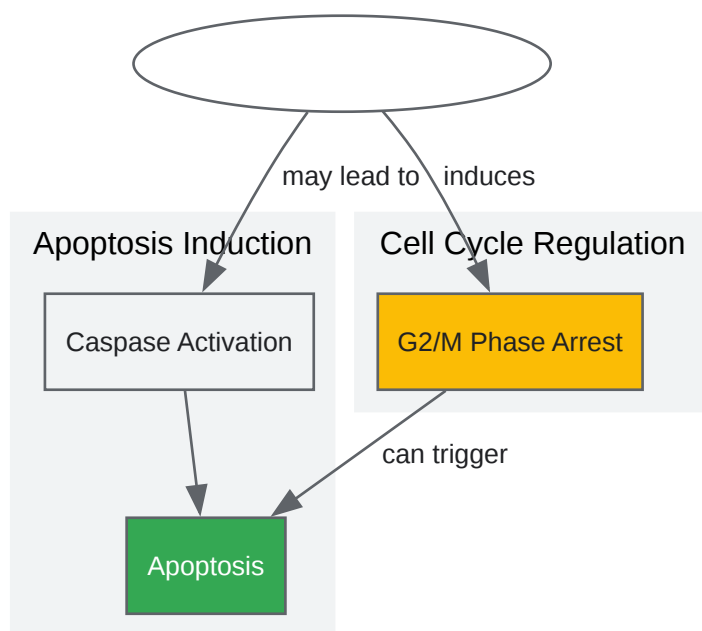 may lead to
induces
Apoptosis Induction
Cell Cycle Regulation
Caspase Activation
G2/M Phase Arrest
can trigger
Apoptosis